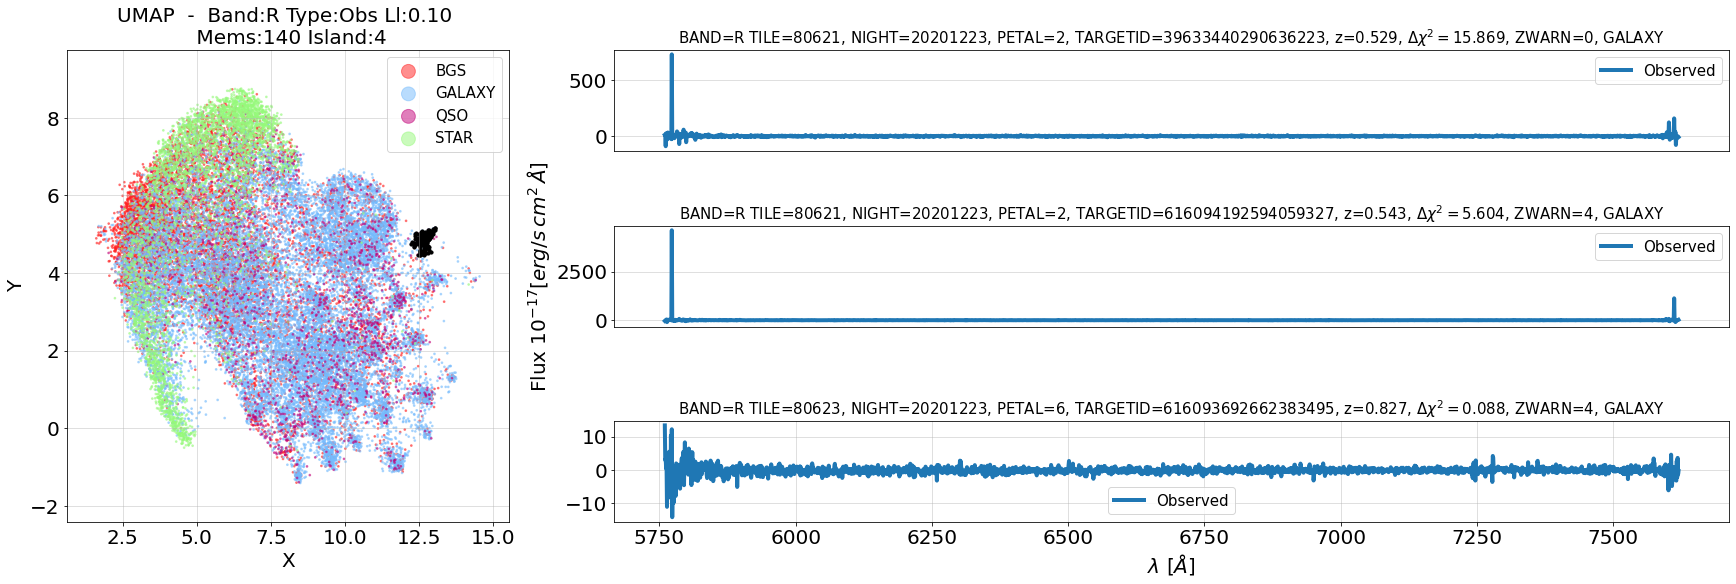 UMAP - Band:R Type:Obs Ll:0.10
Mems:140 Island:4
BGS
GALAXY
QSO
STAR
8
6
4
2
0
−2
Y
2.5 5.0 7.5 10.0 12.5 15.0
X
Flux 10⁻¹⁷[erg/s cm² Å]
BAND=R TILE=80621, NIGHT=20201223, PETAL=2, TARGETID=39633440290636223, z=0.529, Δχ² = 15.869, ZWARN=0, GALAXY
Observed
500
0
BAND=R TILE=80621, NIGHT=20201223, PETAL=2, TARGETID=616094192594059327, z=0.543, Δχ² = 5.604, ZWARN=4, GALAXY
Observed
2500
0
BAND=R TILE=80623, NIGHT=20201223, PETAL=6, TARGETID=616093692662383495, z=0.827, Δχ² = 0.088, ZWARN=4, GALAXY
10
0
−10
Observed
5750 6000 6250 6500 6750 7000 7250 7500
λ [Å]